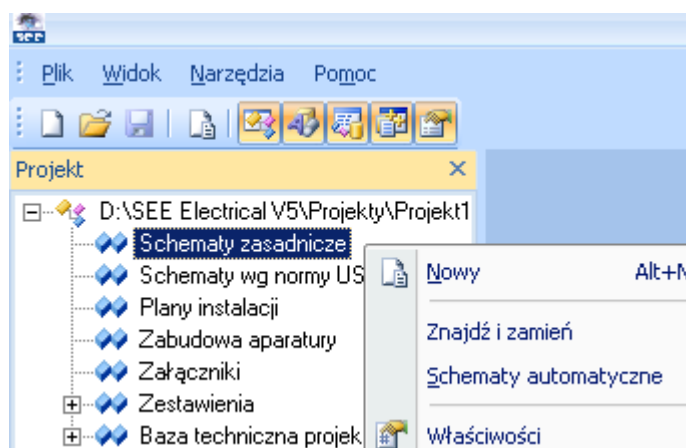 SEE
Plik Widok Narzędzia Pomoc
Projekt
D:\SEE Electrical V5\Projekty\Projekt1
Schematy zasadnicze
Schematy wg normy US
Nowy Alt+N
Plany instalacji
Znajdź i zamień
Zabudowa aparatury
Schematy automatyczne
Załączniki
Zestawienia
Baza techniczna projek
Właściwości